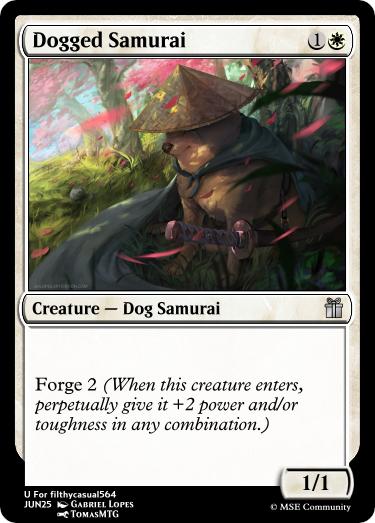 Dogged Samurai 1
Creature — Dog Samurai
Forge 2 (When this creature enters,
perpetually give it +2 power and/or
toughness in any combination.)
1/1
U For filthycasual564
JUN25 GABRIEL LOPES
TOMASMTG
© MSE Community